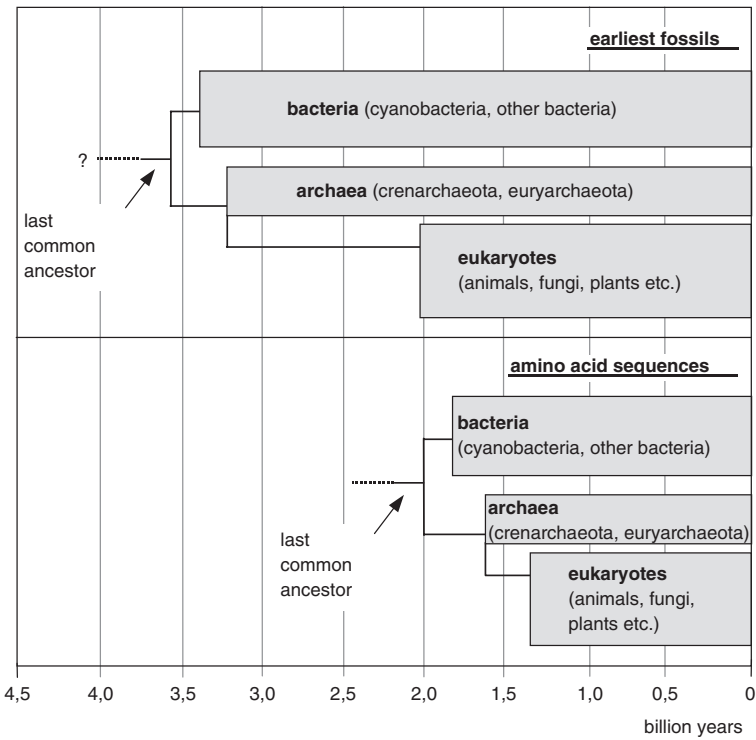 earliest fossils
bacteria (cyanobacteria, other bacteria)
?
archaea (crenarchaeota, euryarchaeota)
last
common
ancestor
eukaryotes
(animals, fungi, plants etc.)
amino acid sequences
bacteria
(cyanobacteria, other bacteria)
archaea
(crenarchaeota, euryarchaeota)
last
common
ancestor
eukaryotes
(animals, fungi,
plants etc.)
4,5 4,0 3,5 3,0 2,5 2,0 1,5 1,0 0,5 0
billion years